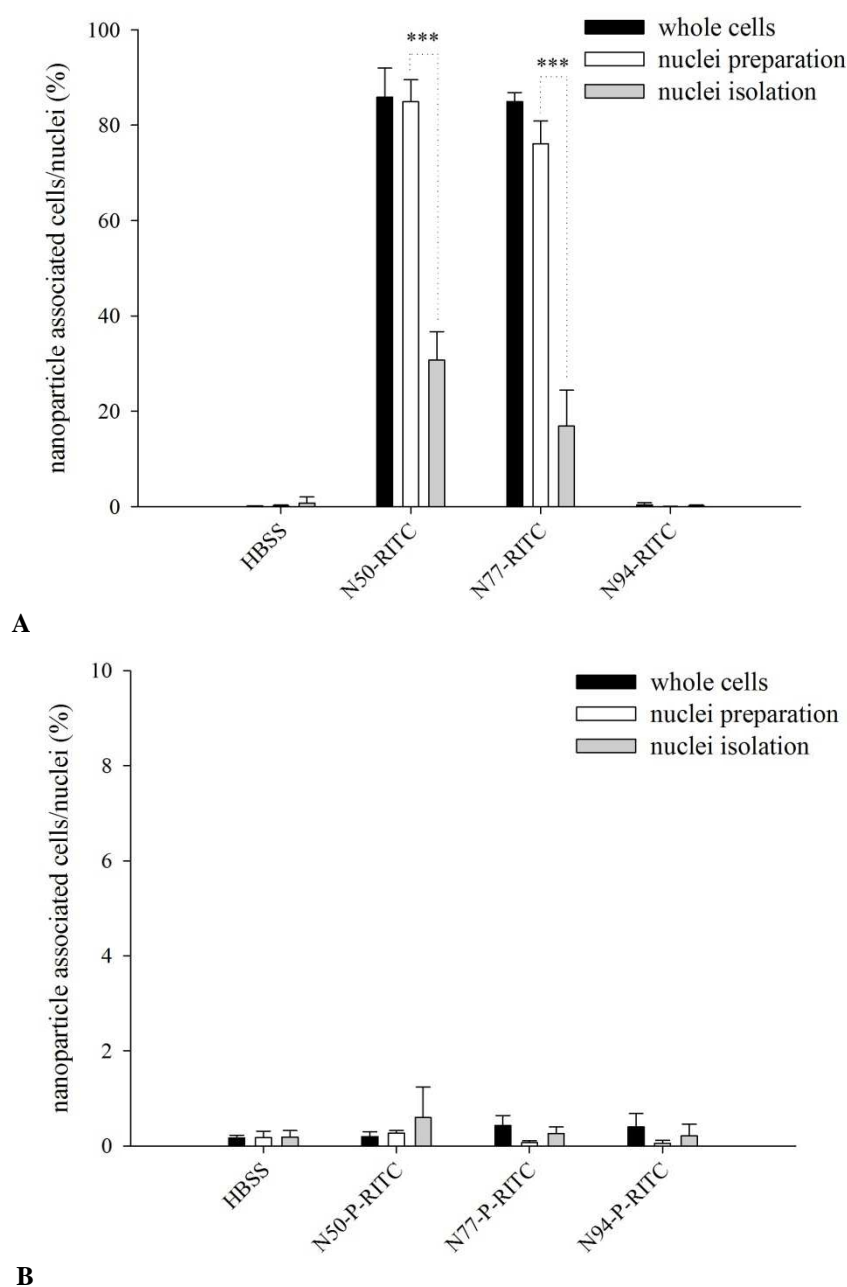 nanoparticle associated cells/nuclei (%)
100
80
60
40
20
0
***
***
whole cells
nuclei preparation
nuclei isolation
HBSS
N50-RITC
N77-RITC
N94-RITC
A
nanoparticle associated cells/nuclei (%)
10
8
6
4
2
0
whole cells
nuclei preparation
nuclei isolation
HBSS
N50-P-RITC
N77-P-RITC
N94-P-RITC
B